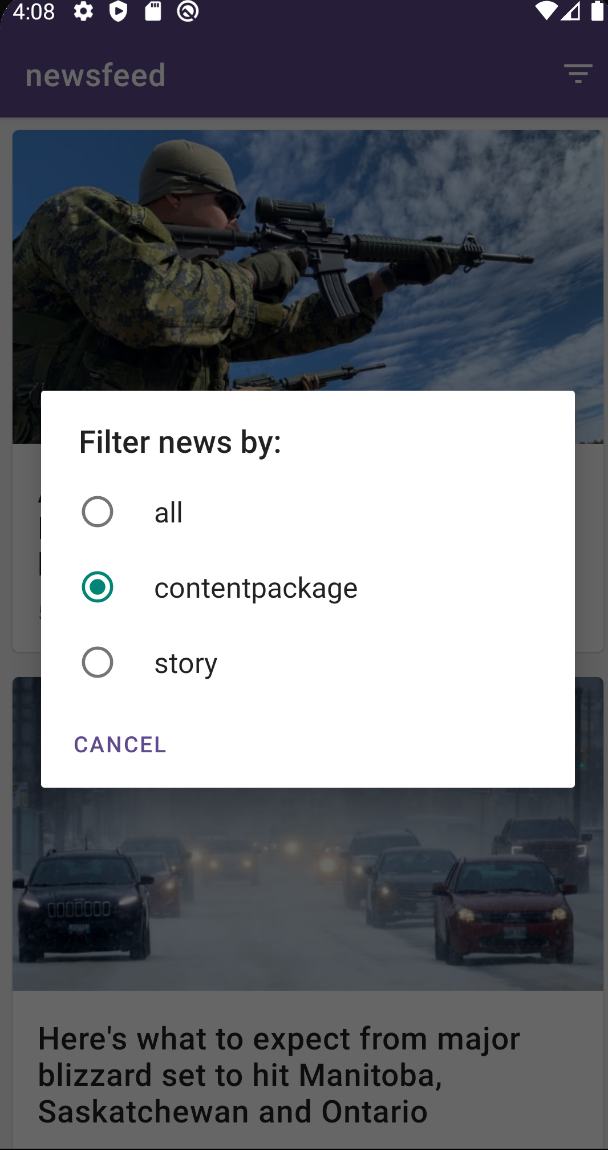 4:08
newsfeed
Filter news by:
all
contentpackage
story
CANCEL
Here's what to expect from major
blizzard set to hit Manitoba,
Saskatchewan and Ontario